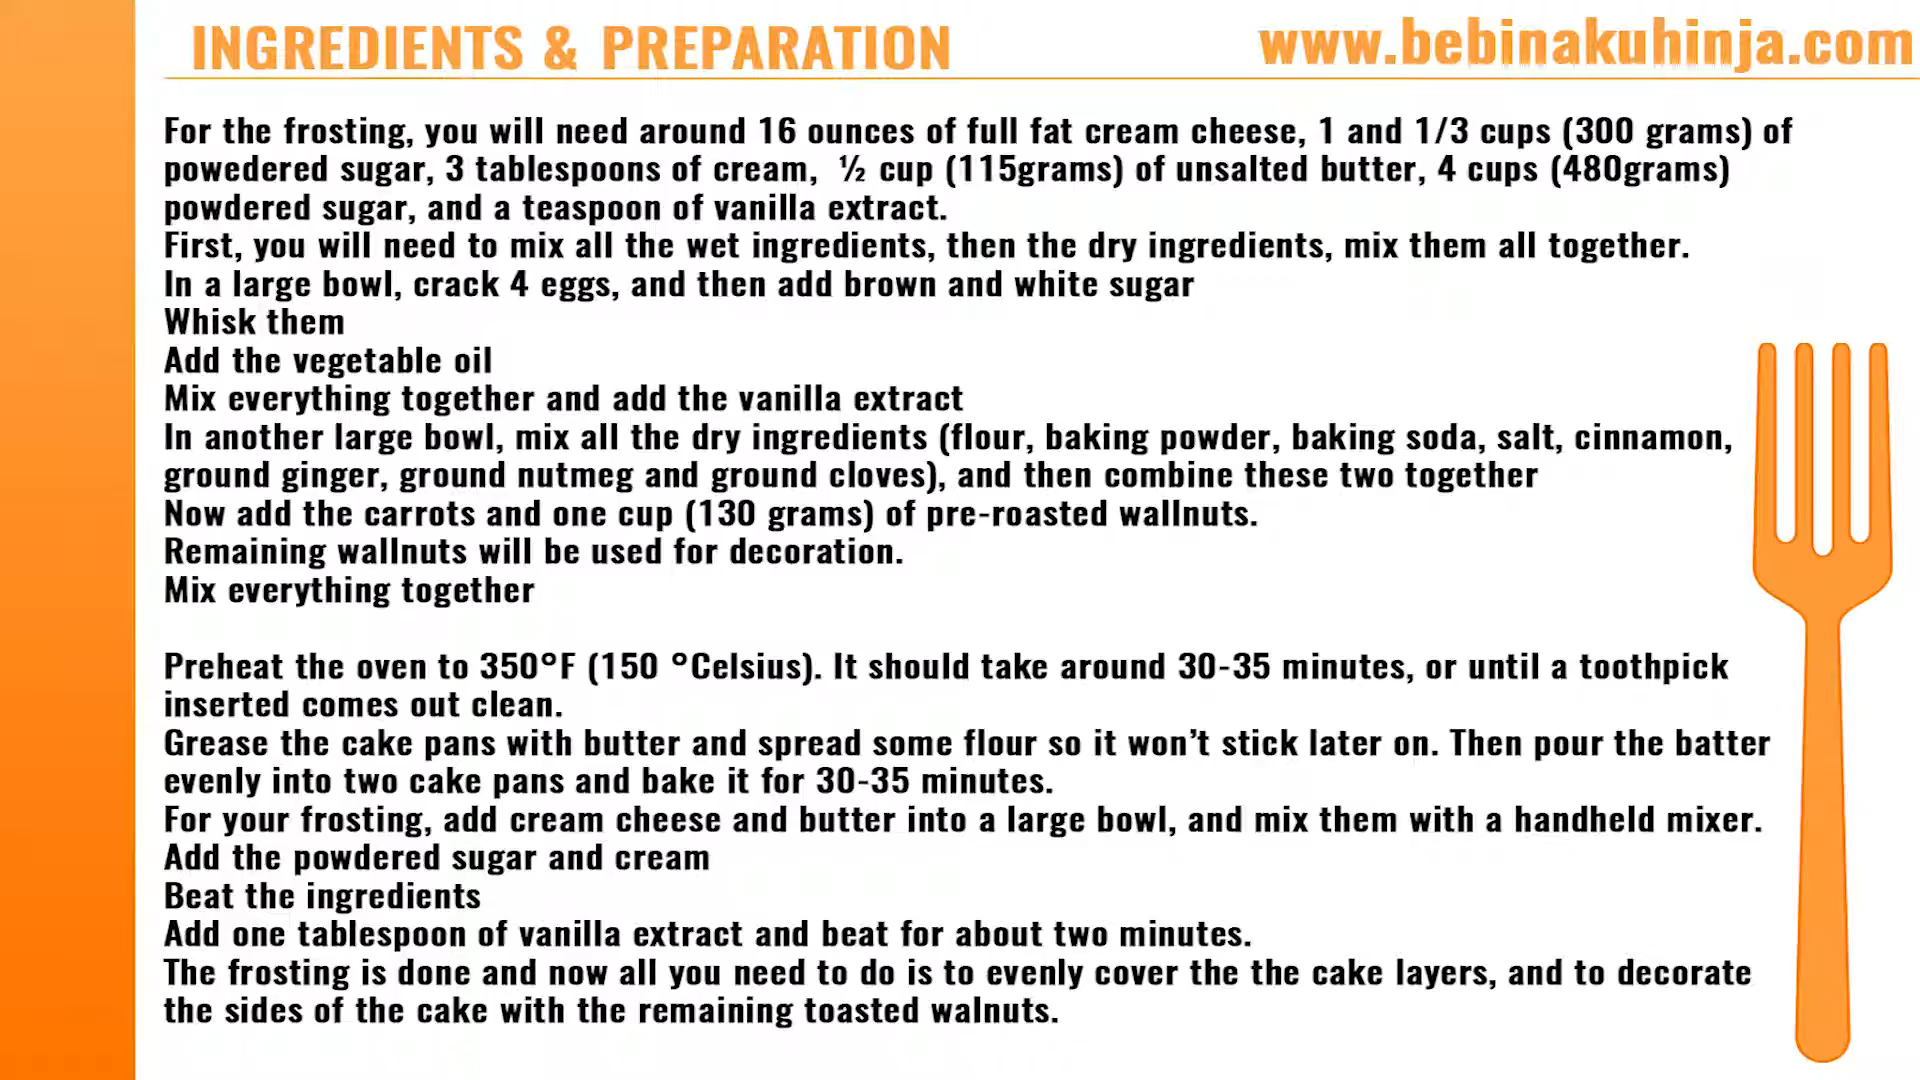 INGREDIENTS & PREPARATION
www.bebinakuhinja.com
For the frosting, you will need around 16 ounces of full fat cream cheese, 1 and 1/3 cups (300 grams) of
powedered sugar, 3 tablespoons of cream,  ½ cup (115grams) of unsalted butter, 4 cups (480grams)
powdered sugar, and a teaspoon of vanilla extract.
First, you will need to mix all the wet ingredients, then the dry ingredients, mix them all together.
In a large bowl, crack 4 eggs, and then add brown and white sugar
Whisk them
Add the vegetable oil
Mix everything together and add the vanilla extract
In another large bowl, mix all the dry ingredients (flour, baking powder, baking soda, salt, cinnamon,
ground ginger, ground nutmeg and ground cloves), and then combine these two together
Now add the carrots and one cup (130 grams) of pre-roasted wallnuts.
Remaining wallnuts will be used for decoration.
Mix everything together
Preheat the oven to 350°F (150 °Celsius). It should take around 30-35 minutes, or until a toothpick
inserted comes out clean.
Grease the cake pans with butter and spread some flour so it won’t stick later on. Then pour the batter
evenly into two cake pans and bake it for 30-35 minutes.
For your frosting, add cream cheese and butter into a large bowl, and mix them with a handheld mixer.
Add the powdered sugar and cream
Beat the ingredients
Add one tablespoon of vanilla extract and beat for about two minutes.
The frosting is done and now all you need to do is to evenly cover the the cake layers, and to decorate
the sides of the cake with the remaining toasted walnuts.